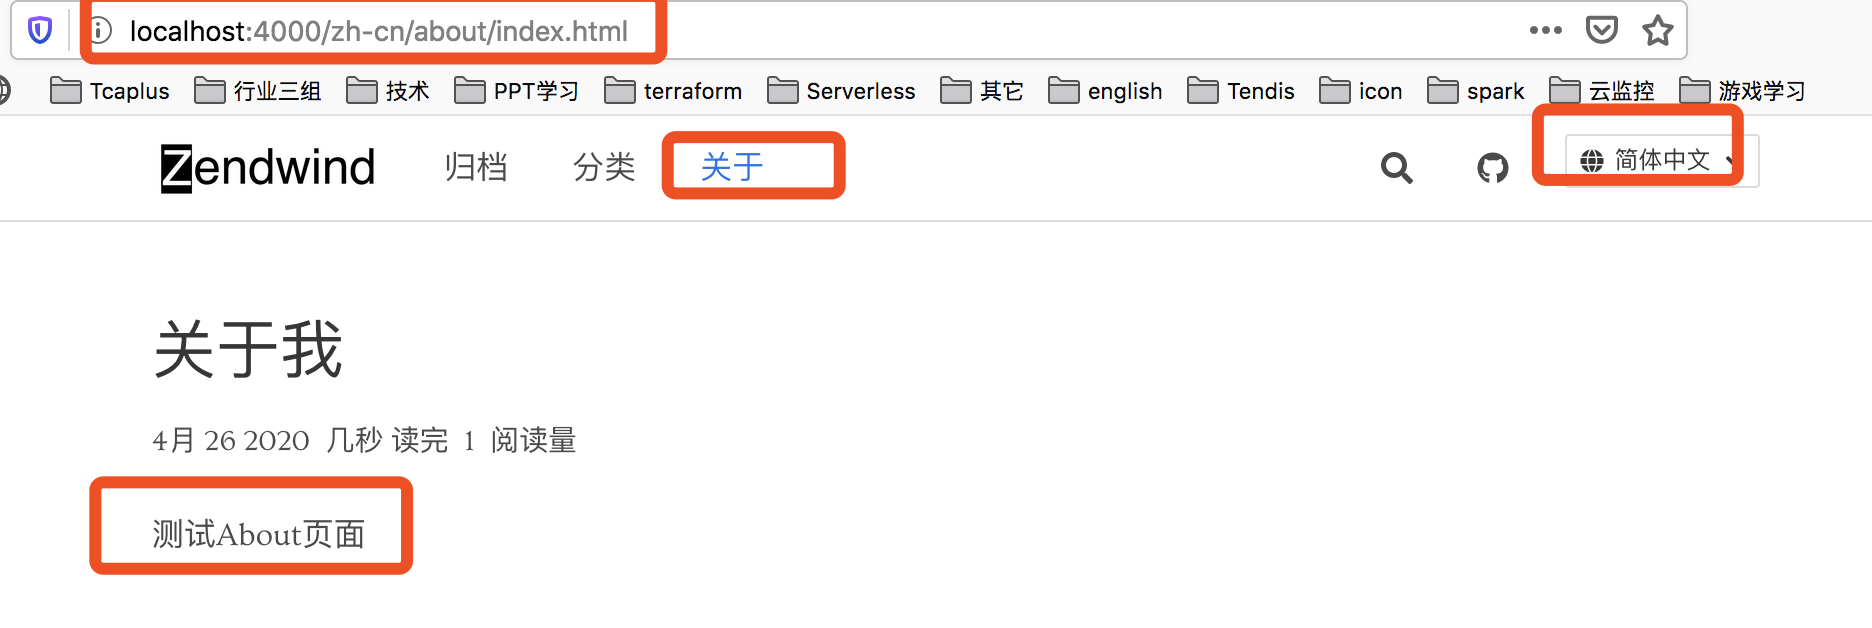 localhost:4000/zh-cn/about/index.html
Tcaplus 行业三组 技术 PPT学习 terraform Serverless 其它 english Tendis icon spark 云监控 游戏学习
Zendwind 归档 分类 关于 简体中文
关于我
4月 26 2020 几秒 读完 1 阅读量
测试About页面